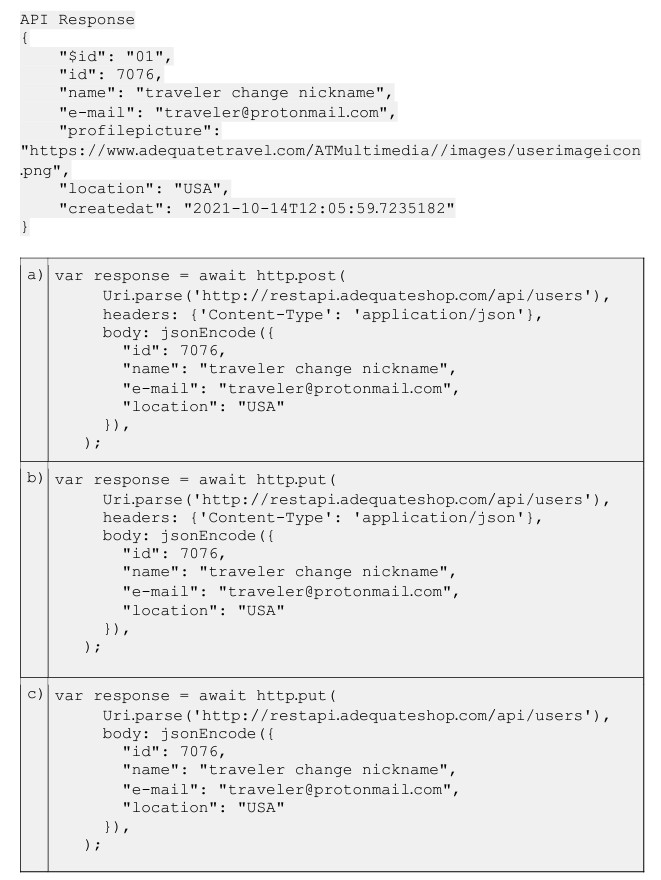 API Response
{
"$id": "01",
"id": 7076,
"name": "traveler change nickname",
"e-mail": "traveler@protonmail.com",
"profilepicture":
"https://www.adequatetravel.com/ATMultimedia//images/userimageicon
.png",
"location": "USA",
"createdat": "2021-10-14T12:05:59.7235182"
}
a) var response = await http.post(
Uri.parse('http://restapi.adequateshop.com/api/users'),
headers: {'Content-Type': 'application/json'},
body: jsonEncode({
"id": 7076,
"name": "traveler change nickname",
"e-mail": "traveler@protonmail.com",
"location": "USA"
}),
);
b) var response = await http.put(
Uri.parse('http://restapi.adequateshop.com/api/users'),
headers: {'Content-Type': 'application/json'},
body: jsonEncode({
"id": 7076,
"name": "traveler change nickname",
"e-mail": "traveler@protonmail.com",
"location": "USA"
}),
);
c) var response = await http.put(
Uri.parse('http://restapi.adequateshop.com/api/users'),
body: jsonEncode({
"id": 7076,
"name": "traveler change nickname",
"e-mail": "traveler@protonmail.com",
"location": "USA"
}),
);